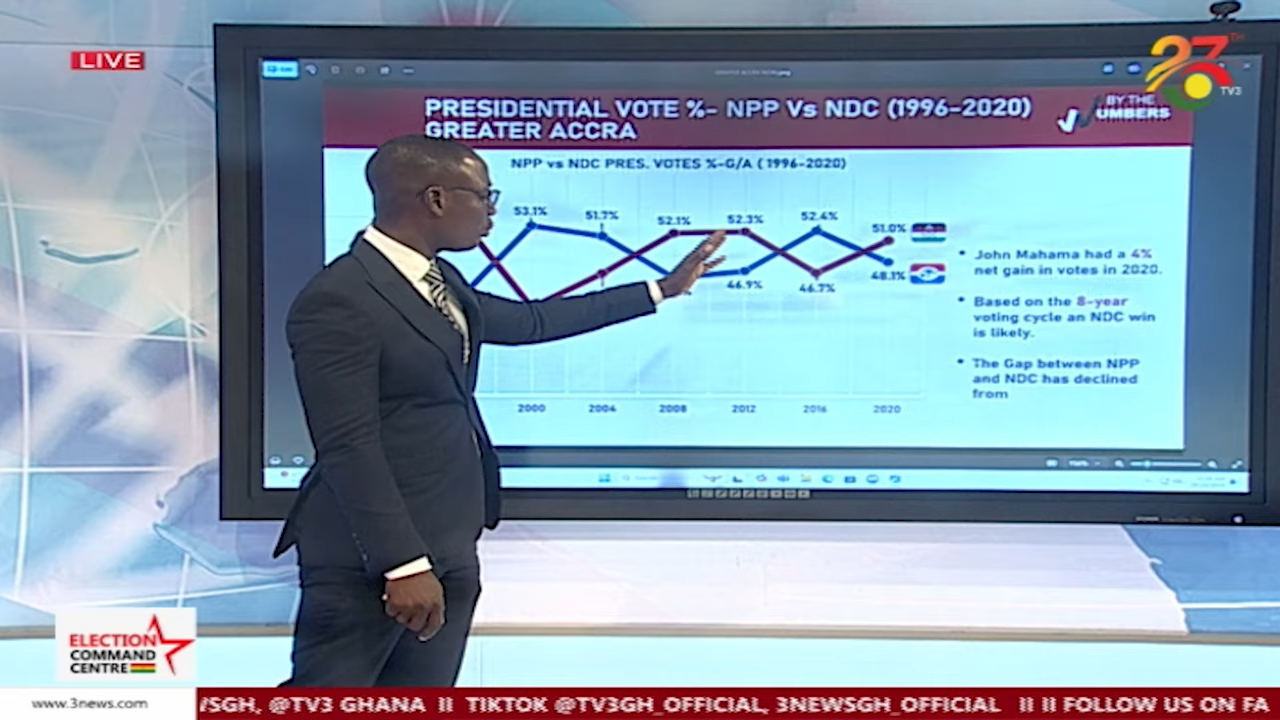 LIVE
27TH
TV3
PRESIDENTIAL VOTE %- NPP Vs NDC (1996-2020)
GREATER ACCRA
BY THE
NUMBERS
NPP vs NDC PRES. VOTES %-G/A ( 1996-2020)
53.1%
51.7%
52.1%
52.3%
52.4%
51.0%
46.9%
46.7%
48.1%
• John Mahama had a 4%
net gain in votes in 2020.
• Based on the 8-year
voting cycle an NDC win
is likely.
• The Gap between NPP
and NDC has declined
from
2000
2004
2008
2012
2016
2020
ELECTION
COMMAND
CENTRE
www.3news.com
SGH, @TV3 GHANA II TIKTOK @TV3GH_OFFICIAL, 3NEWSGH_OFFICIAL II II FOLLOW US ON FA